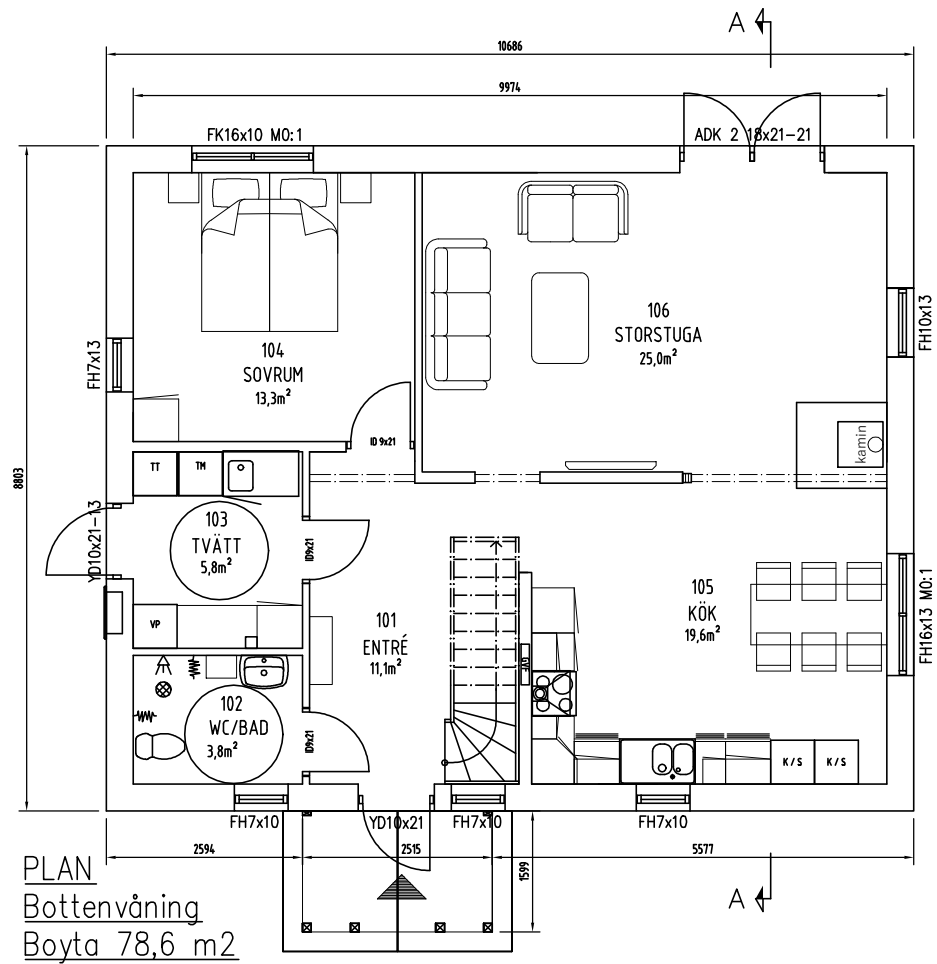 A
10686
9974
FK16x10 MO:1
ADK 2 18x21-21
106
STORSTUGA
25,0m²
FH10x13
104
SOVRUM
13,3m²
FH7x13
ID 9x21
kamin
8803
TT
TM
103
TVÄTT
5,8m²
YD10x21-13
ID9x21
VP
101
ENTRÉ
11,1m²
105
KÖK
19,6m²
FH16x13 MO:1
GVF
102
WC/BAD
3,8m²
ID9x21
K/S
K/S
FH7x10
YD10x21
FH7x10
FH7x10
2594
2515
5577
1599
A
PLAN
Bottenvåning
Boyta 78,6 m2